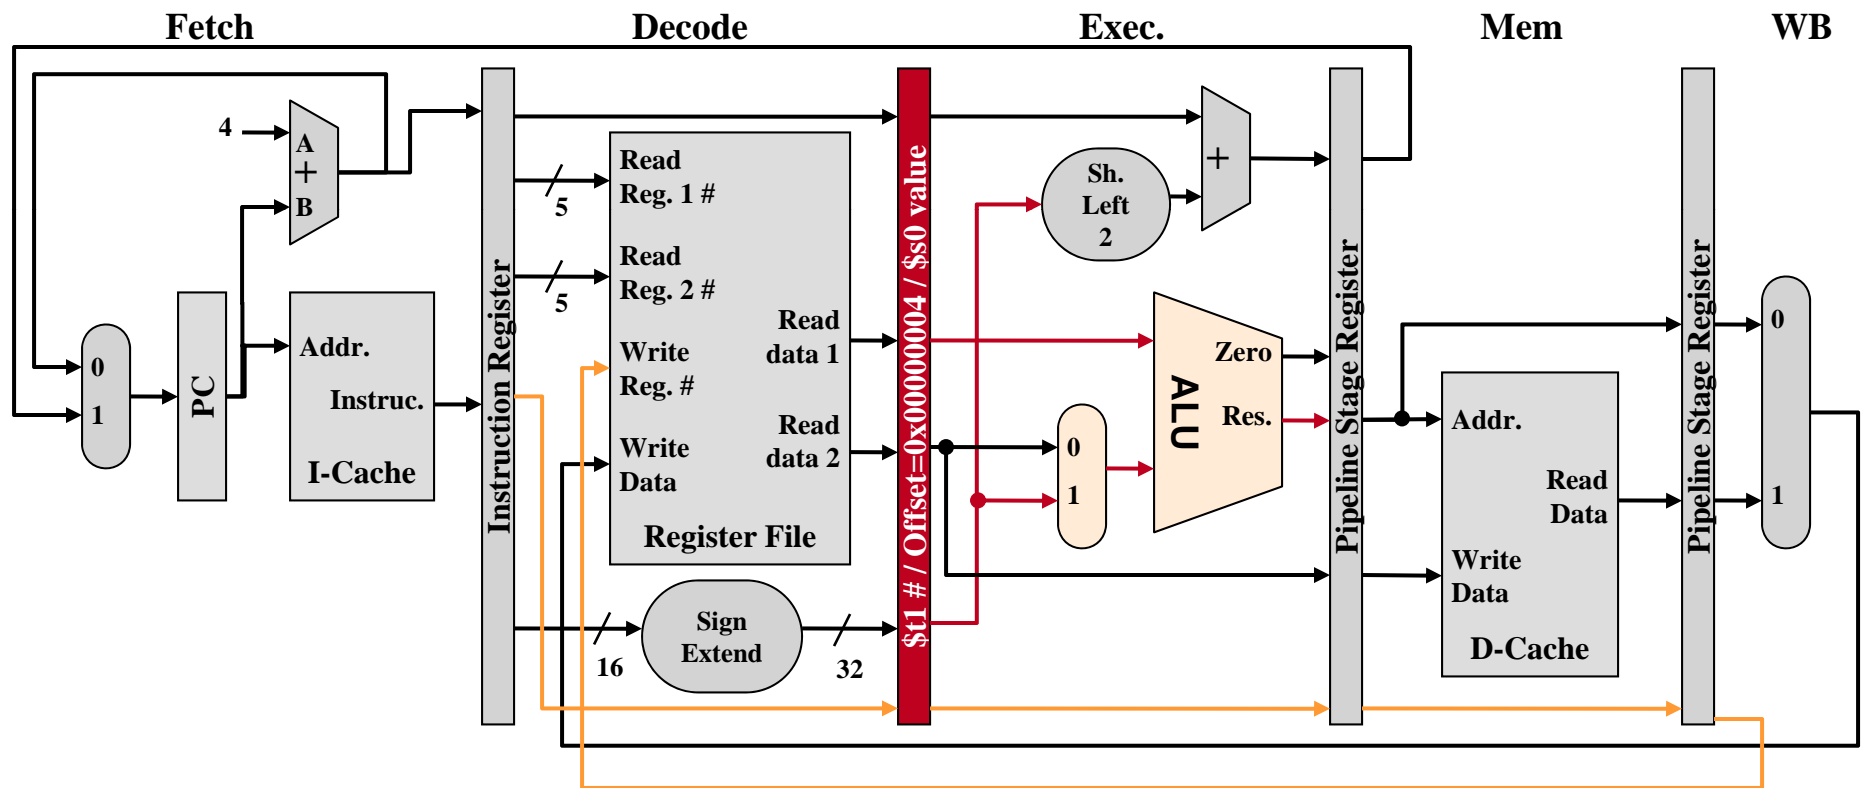 Fetch
Decode
Exec.
Mem
WB
4
A
+
B
0
1
PC
Addr.
Instruc.
I-Cache
Instruction Register
5
5
16
Read
Reg. 1 #
Read
Reg. 2 #
Write
Reg. #
Write
Data
Read
data 1
Read
data 2
Register File
Sign
Extend
32
$t1 # / Offset=0x00000004 / $s0 value
Sh.
Left
2
+
0
1
ALU
Zero
Res.
Pipeline Stage Register
Addr.
Read
Data
Write
Data
D-Cache
Pipeline Stage Register
0
1